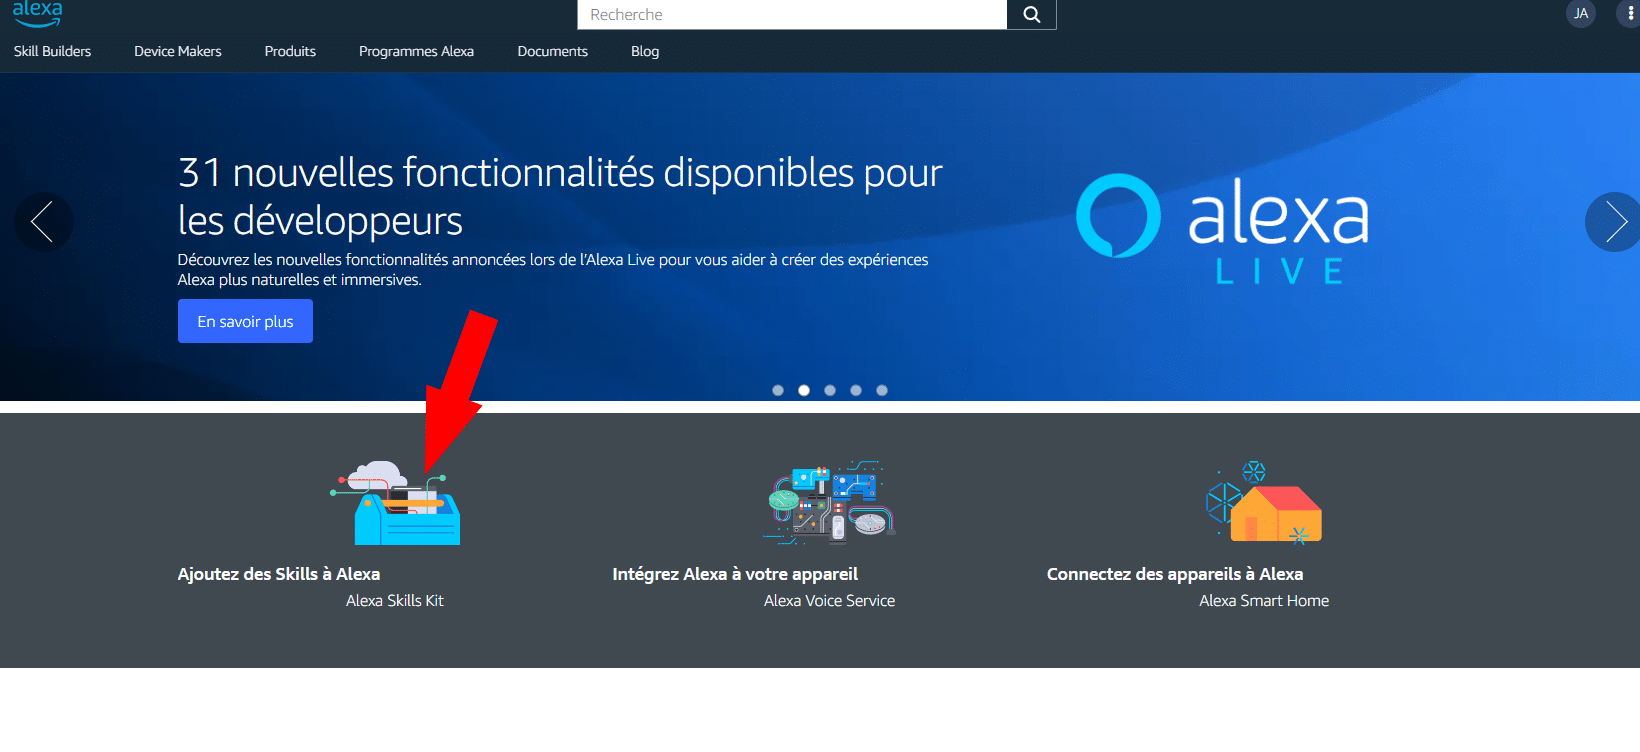 alexa
Recherche
JA
Skill Builders
Device Makers
Produits
Programmes Alexa
Documents
Blog
31 nouvelles fonctionnalités disponibles pour
les développeurs
Découvrez les nouvelles fonctionnalités annoncées lors de l'Alexa Live pour vous aider à créer des expériences
Alexa plus naturelles et immersives.
En savoir plus
alexa
LIVE
Ajoutez des Skills à Alexa
Alexa Skills Kit
Intégrez Alexa à votre appareil
Alexa Voice Service
Connectez des appareils à Alexa
Alexa Smart Home